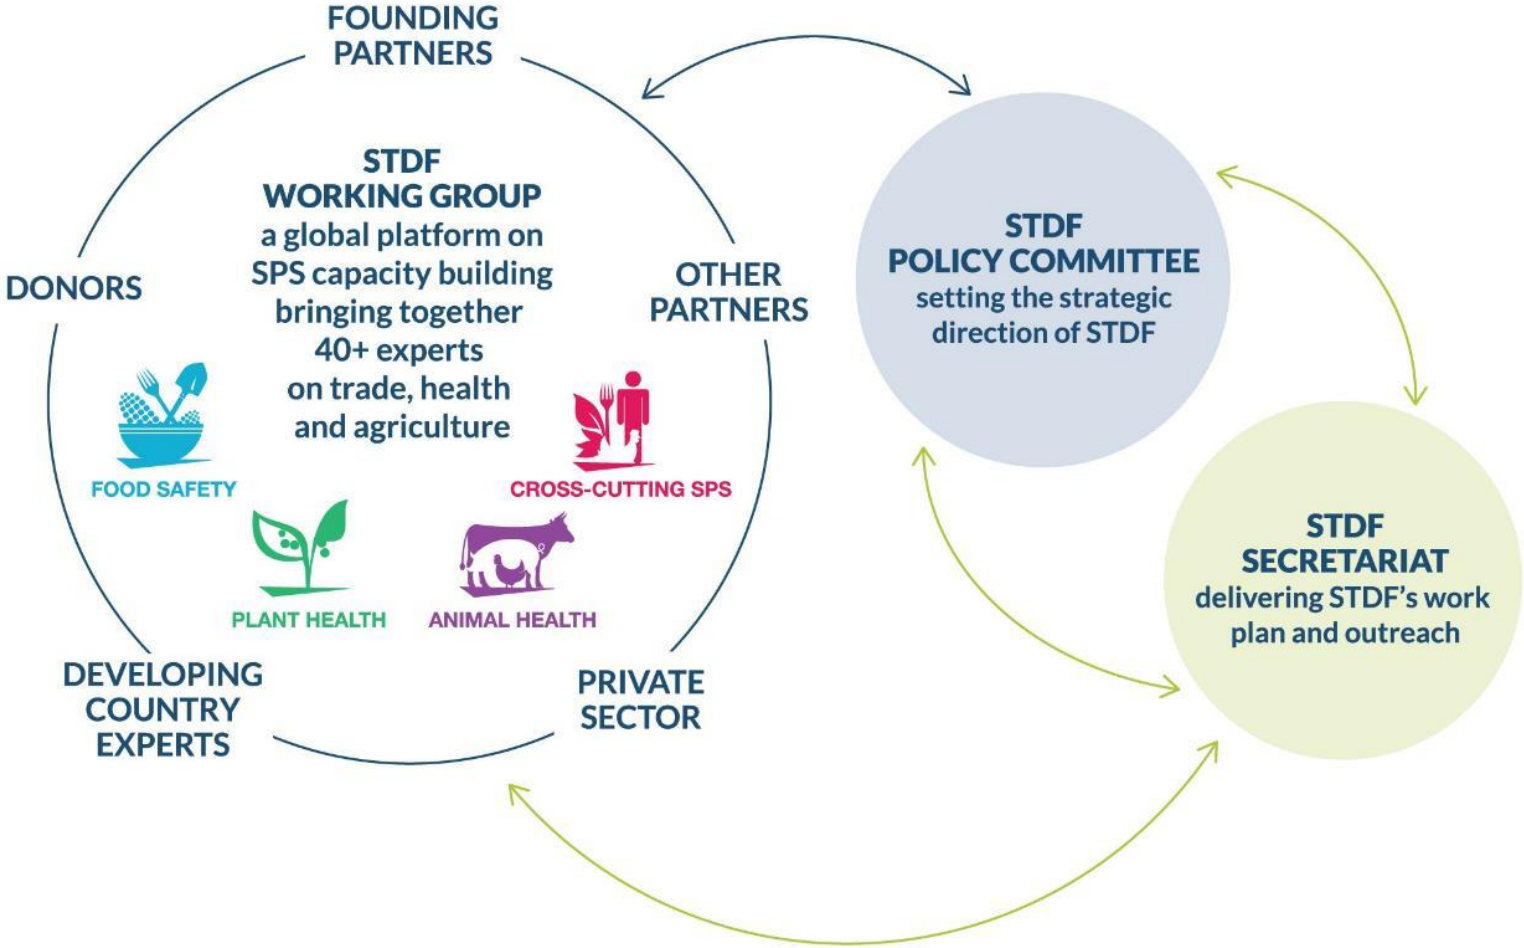 FOUNDING
PARTNERS
STDF
WORKING GROUP
a global platform on
SPS capacity building
bringing together
40+ experts
on trade, health
and agriculture
DONORS
OTHER
PARTNERS
FOOD SAFETY
CROSS-CUTTING SPS
PLANT HEALTH
ANIMAL HEALTH
DEVELOPING
COUNTRY
EXPERTS
PRIVATE
SECTOR
STDF
POLICY COMMITTEE
setting the strategic
direction of STDF
STDF
SECRETARIAT
delivering STDF’s work
plan and outreach